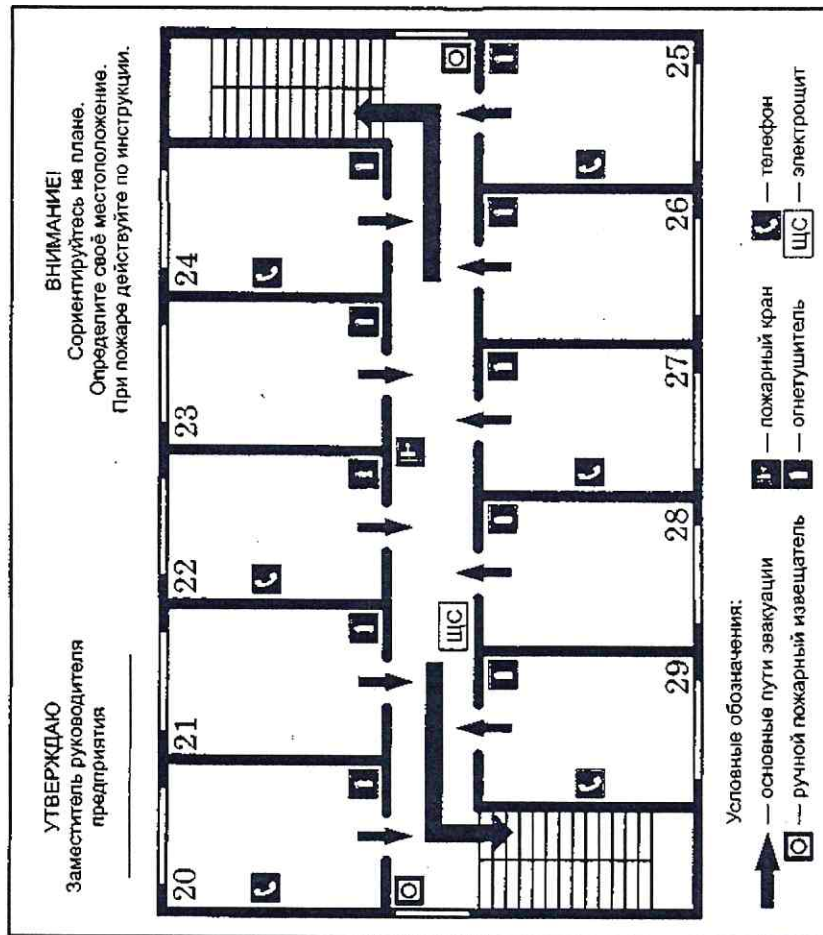 УТВЕРЖДАЮ
Заместитель руководителя
предприятия
ВНИМАНИЕ!
Сориентируйтесь на плане.
Определите своё местоположение.
При пожаре действуйте по инструкции.
20
21
22
23
24
ЩС
29
28
27
26
25
Условные обозначения:
— основные пути эвакуации
— ручной пожарный извещатель
— пожарный кран
— огнетушитель
— телефон
ЩС — электрощит